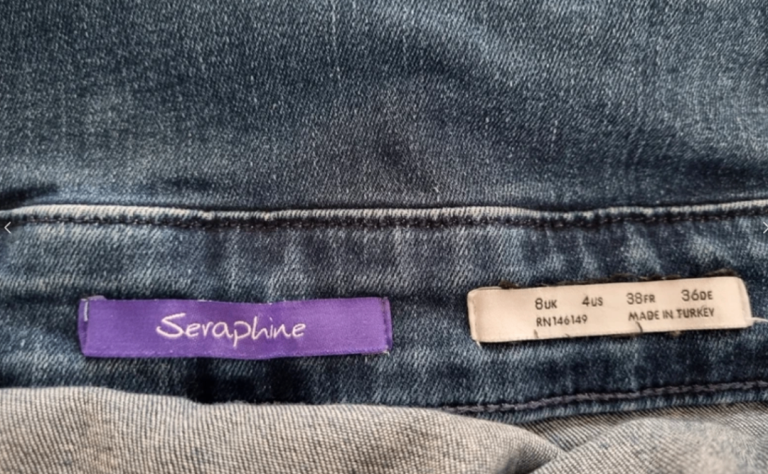 Seraphine
8UK 4US 38FR 36DE
RN146149 MADE IN TURKEY